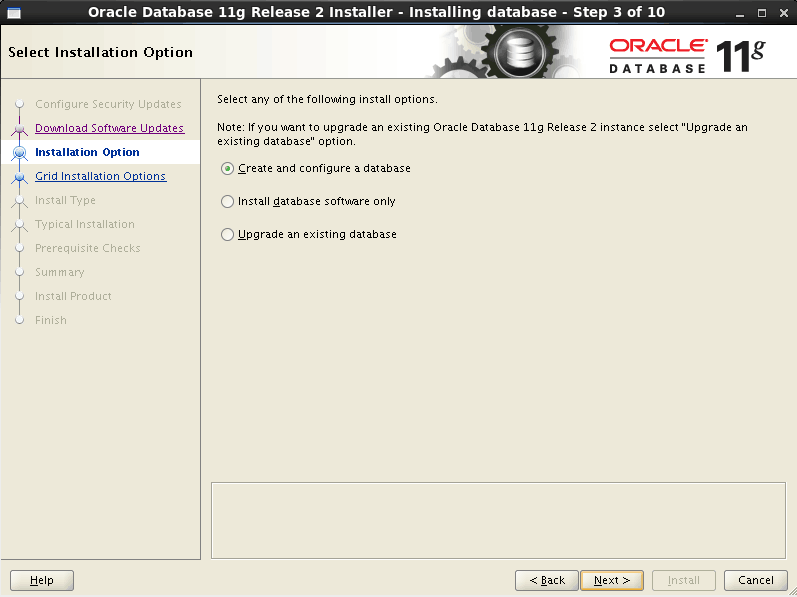 Oracle Database 11g Release 2 Installer - Installing database - Step 3 of 10
Select Installation Option
ORACLE®
DATABASE
11g
Configure Security Updates
Download Software Updates
Installation Option
Grid Installation Options
Install Type
Typical Installation
Prerequisite Checks
Summary
Install Product
Finish
Select any of the following install options.
Note: If you want to upgrade an existing Oracle Database 11g Release 2 instance select "Upgrade an
existing database" option.
Create and configure a database
Install database software only
Upgrade an existing database
Help
< Back
Next >
Install
Cancel